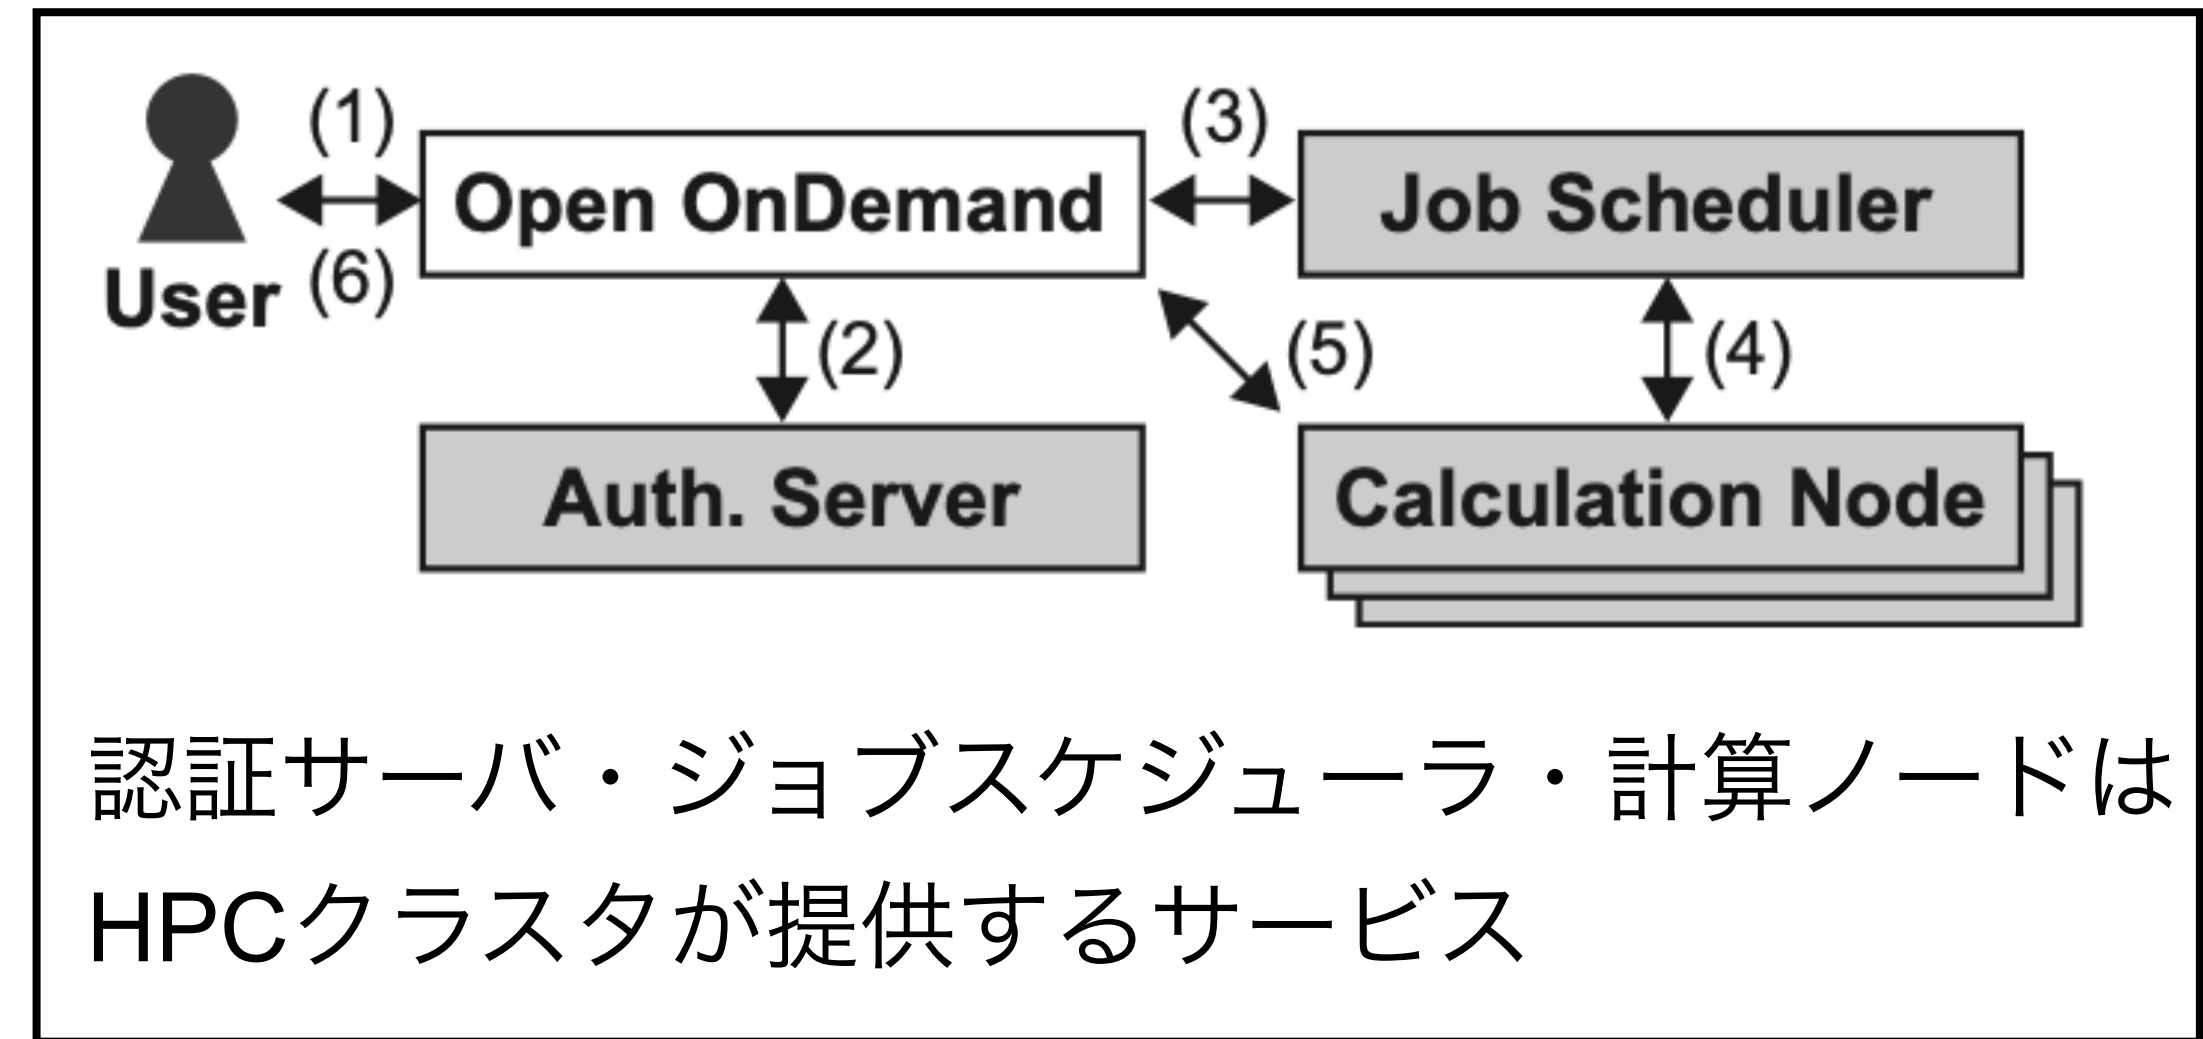 (1)
(3)
Open OnDemand
Job Scheduler
User
(6)
(2)
(5)
(4)
Auth. Server
Calculation Node
認証サーバ・ジョブスケジューラ・計算ノードは
HPCクラスタが提供するサービス